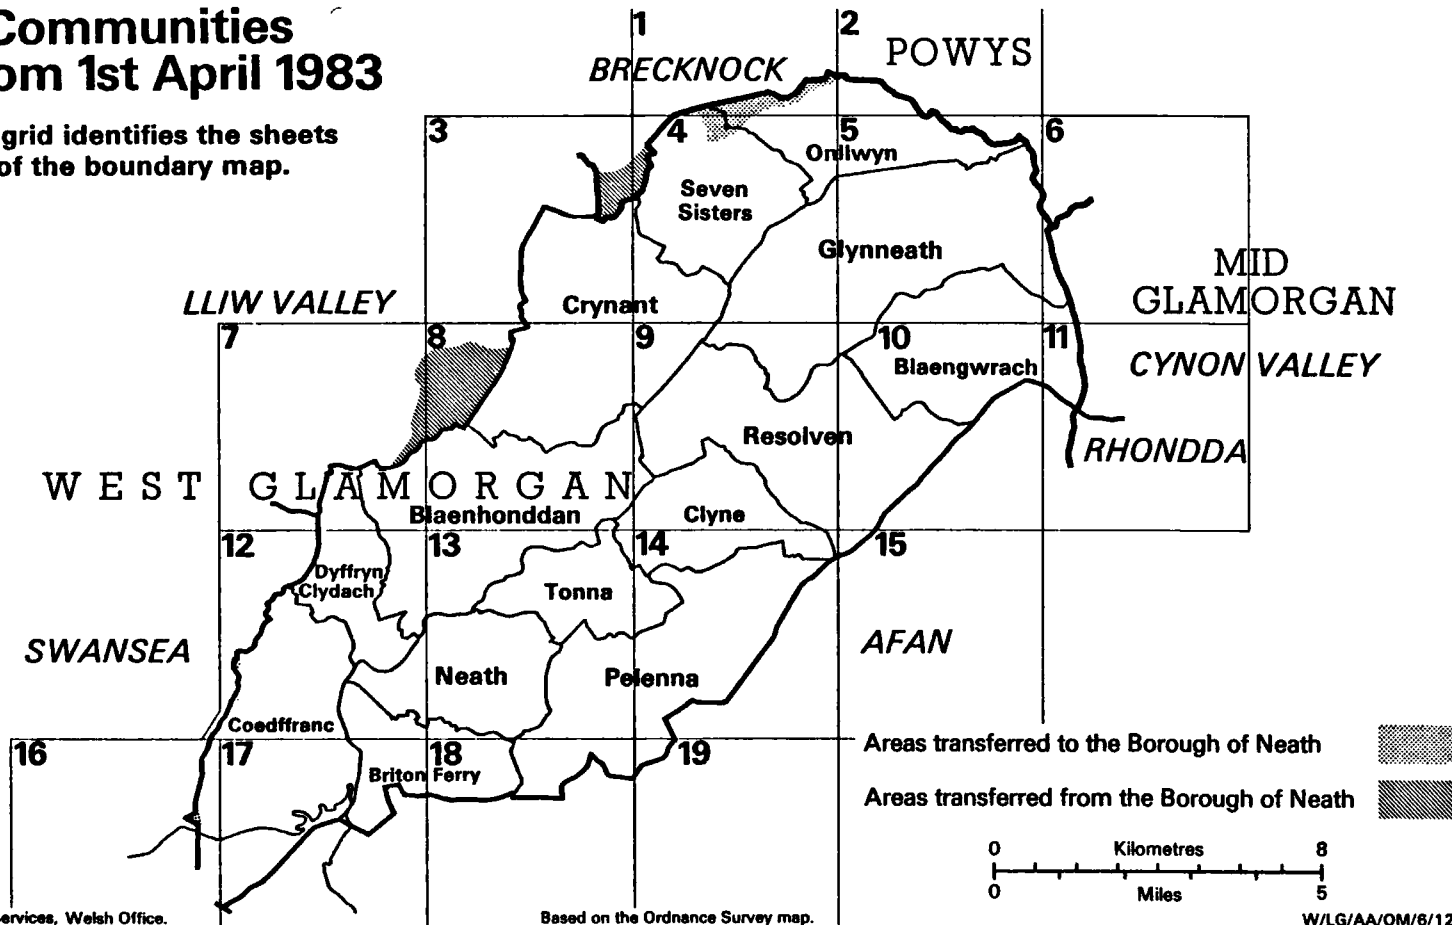 Communities
om 1st April 1983
grid identifies the sheets
of the boundary map.
1
2
POWYS
BRECKNOCK
3
4
5
6
Onllwyn
Seven
Sisters
Glynneath
MID
GLAMORGAN
LLIW VALLEY
Crynant
7
8
9
10
11
Blaengwrach
CYNON VALLEY
Resolven
RHONDDA
WEST GLAMORGAN
Blaenhonddan
Clyne
12
13
14
15
Dyffryn
Clydach
Tonna
SWANSEA
AFAN
Neath
Pelenna
Coedffranc
16
17
18
19
Briton Ferry
Areas transferred to the Borough of Neath
Areas transferred from the Borough of Neath
0 Kilometres 8
0 Miles 5
ervices, Welsh Office.
Based on the Ordnance Survey map.
W/LG/AA/OM/6/12